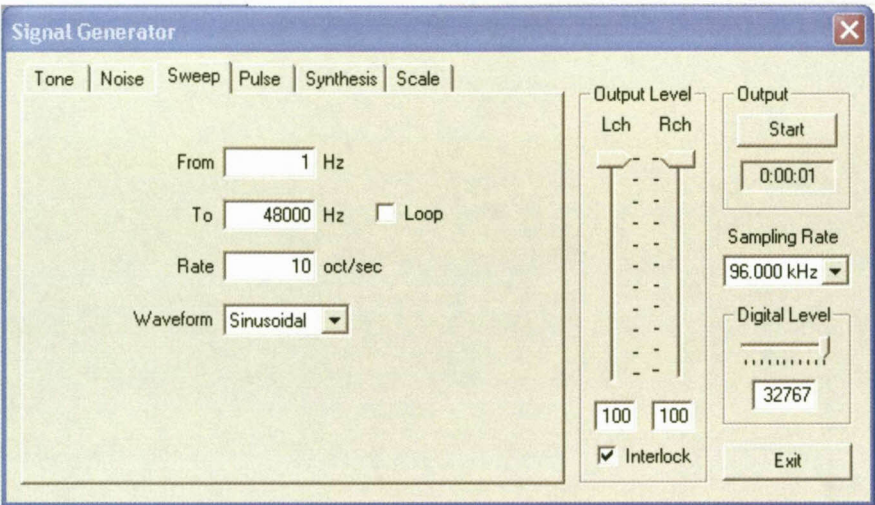 Signal Generator
Tone Noise Sweep Pulse Synthesis Scale
From 1 Hz
To 48000 Hz Loop
Rate 10 oct/sec
Waveform Sinusoidal
Output Level
Lch Rch
100 100
Interlock
Output
Start
0:00:01
Sampling Rate
96.000 kHz
Digital Level
32767
Exit